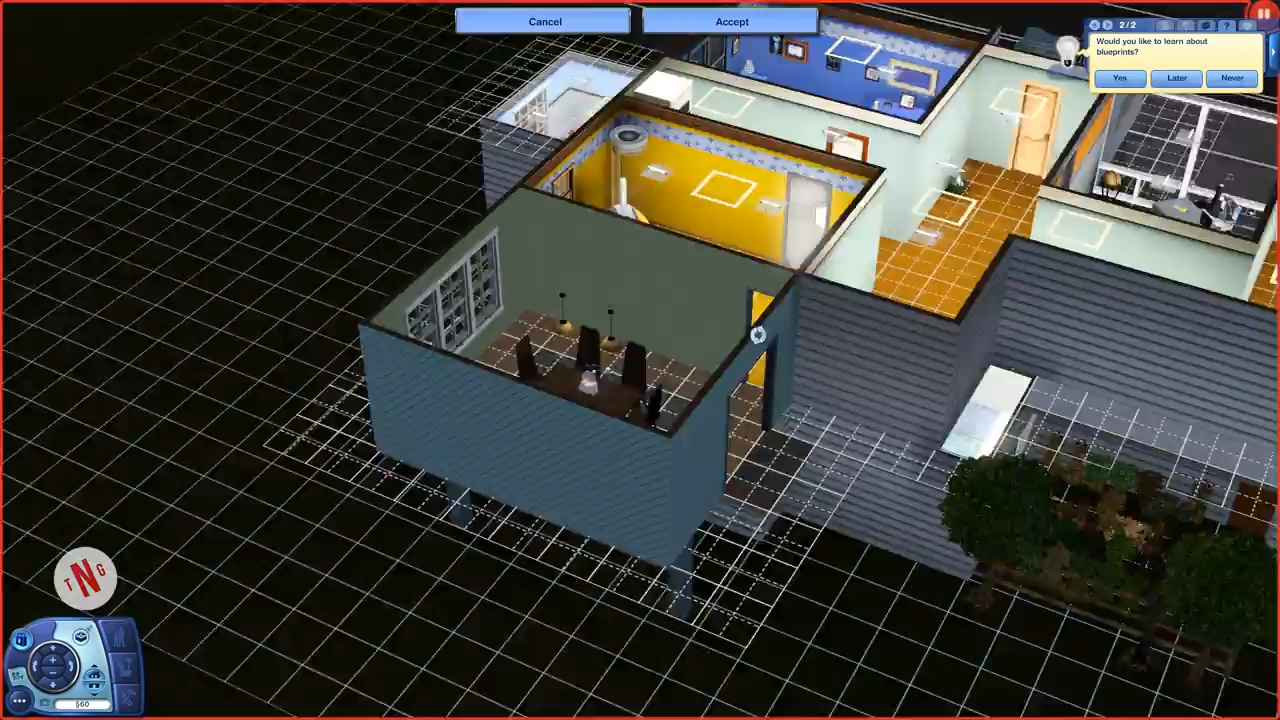 Cancel
Accept
2/2
?
Would you like to learn about
blueprints?
Yes
Later
Never
TNG
§60